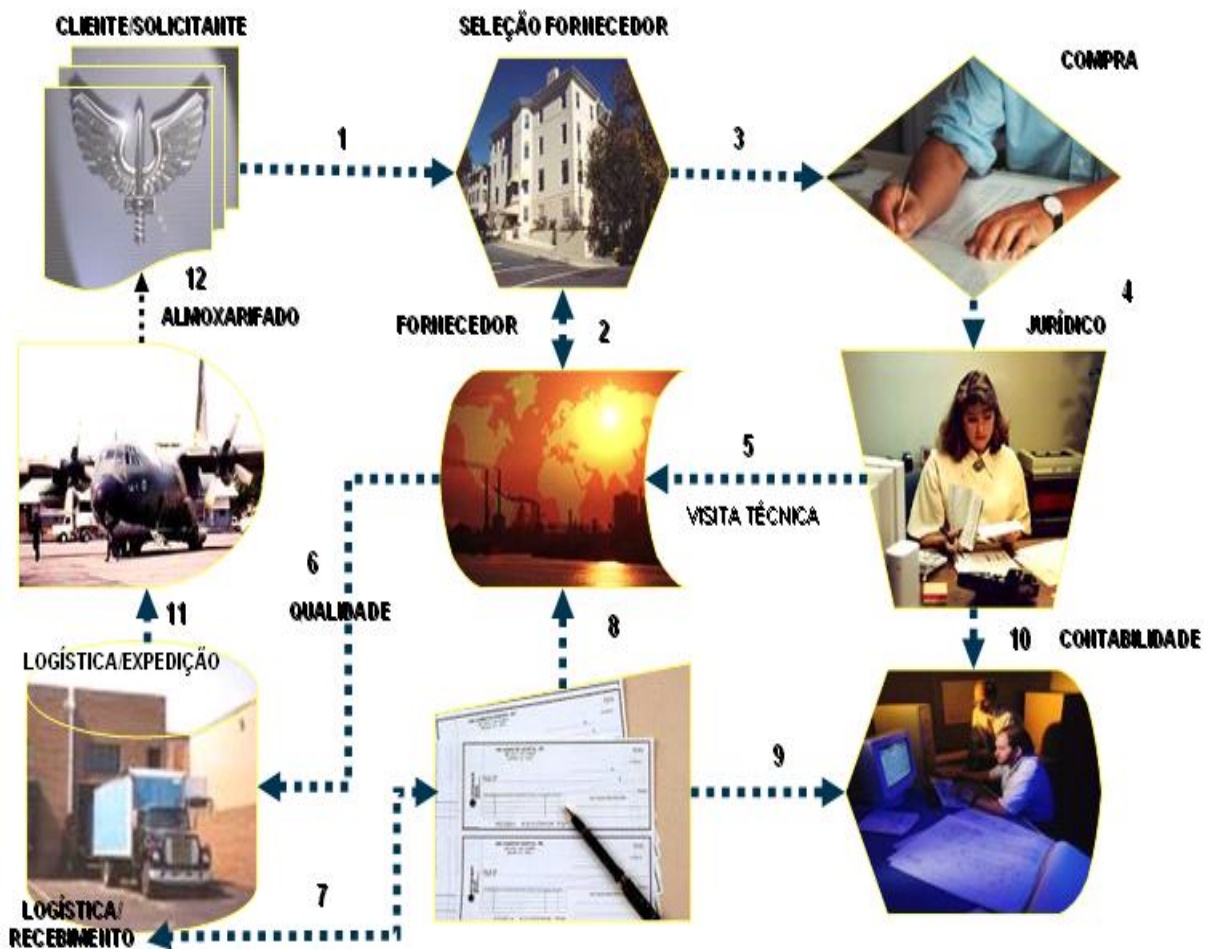 CLIENTE/SOLICITANTE
SELEÇÃO FORNECEDOR
COMPRA
1
3
12
ALMOXARIFADO
FORNECEDOR
2
4
JURÍDICO
5
VISITA TÉCNICA
6
QUALIDADE
11
8
10
CONTABILIDADE
LOGÍSTICA/EXPEDIÇÃO
9
7
LOGÍSTICA/
RECEBIMENTO